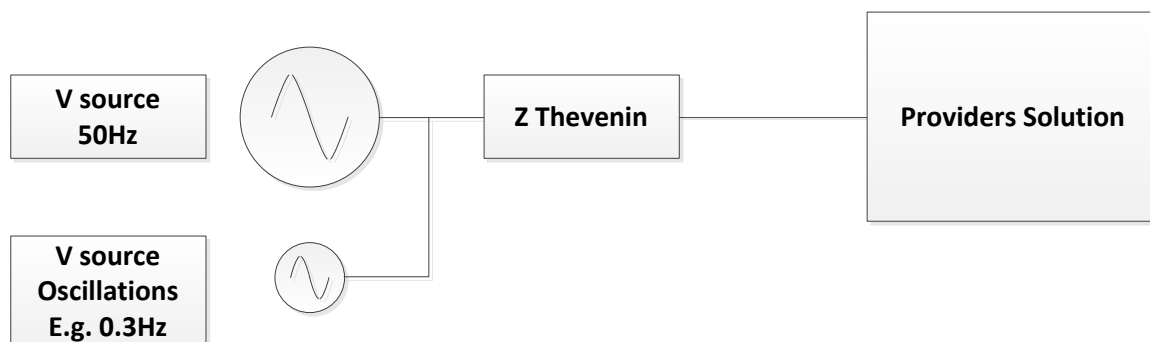 V source
50Hz
Z Thevenin
Providers Solution
V source
Oscillations
E.g. 0.3Hz